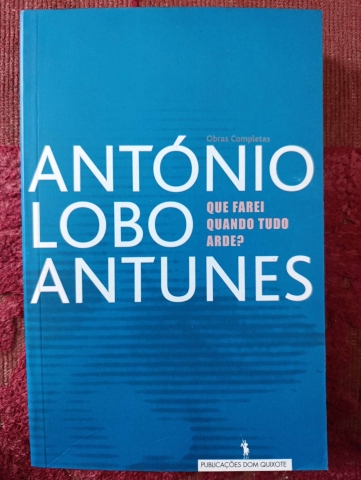 Obras Completas
ANTÓNIO
LOBO
ANTUNES
QUE FAREI
QUANDO TUDO
ARDE?
PUBLICAÇÕES DOM QUIXOTE